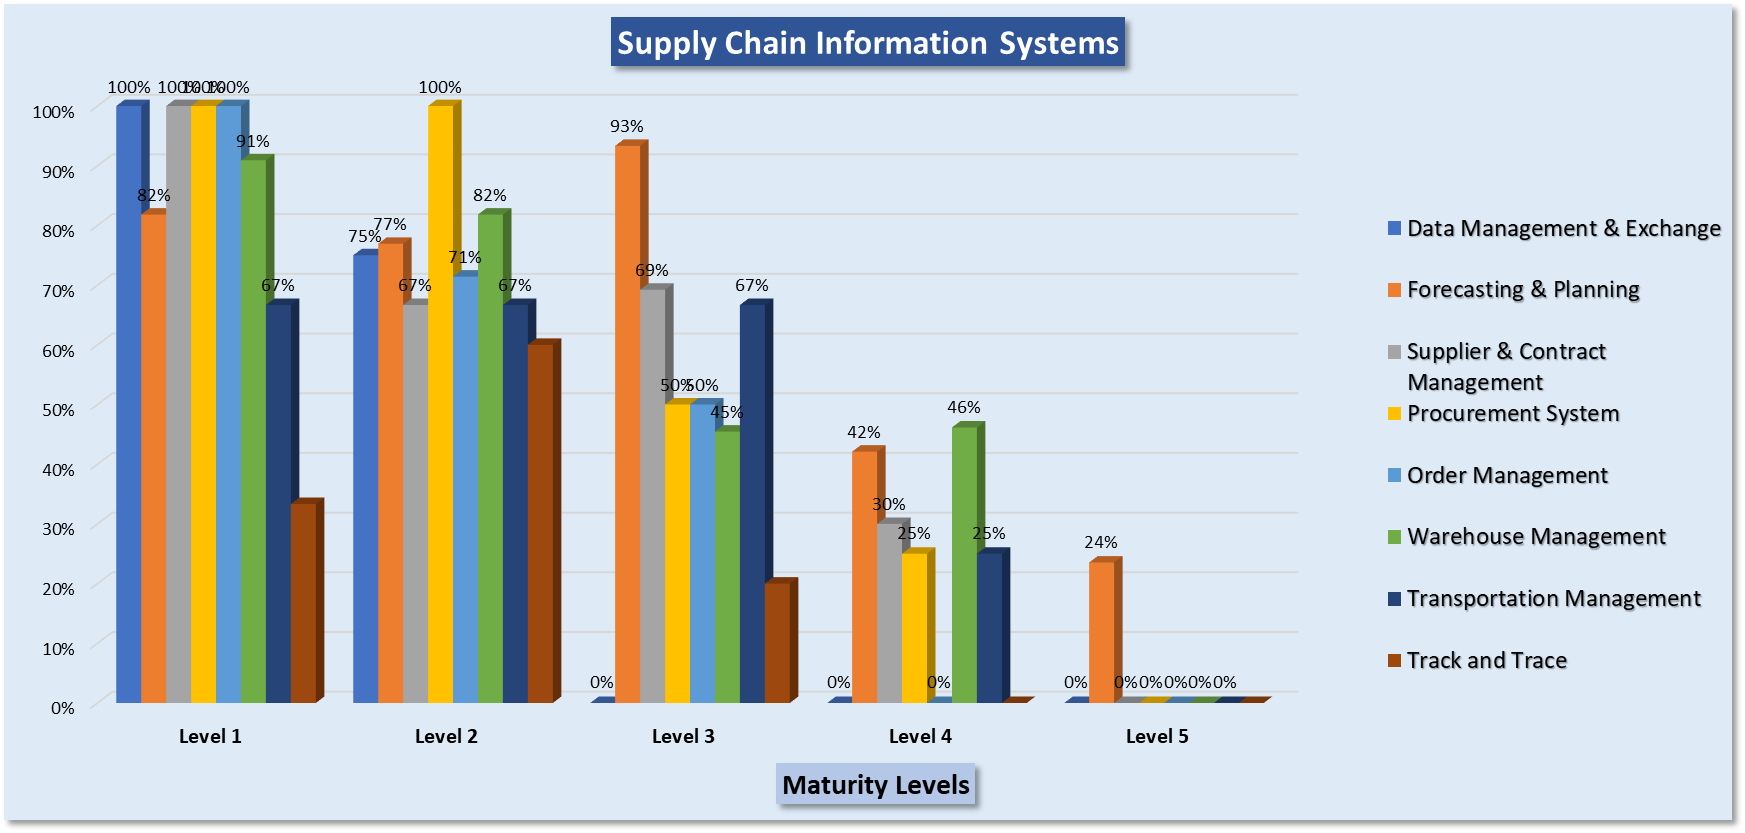 Supply Chain Information Systems
100%
90%
80%
70%
60%
50%
40%
30%
20%
10%
0%
100% 82% 100% 100% 100% 91% 67%
75% 77% 67% 100% 71% 82% 67%
0% 93% 69% 50% 50% 45% 67%
0% 42% 30% 25% 0% 46% 25%
0% 24% 0% 0% 0% 0% 0%
Level 1 Level 2 Level 3 Level 4 Level 5
Maturity Levels
Data Management & Exchange
Forecasting & Planning
Supplier & Contract
Management
Procurement System
Order Management
Warehouse Management
Transportation Management
Track and Trace